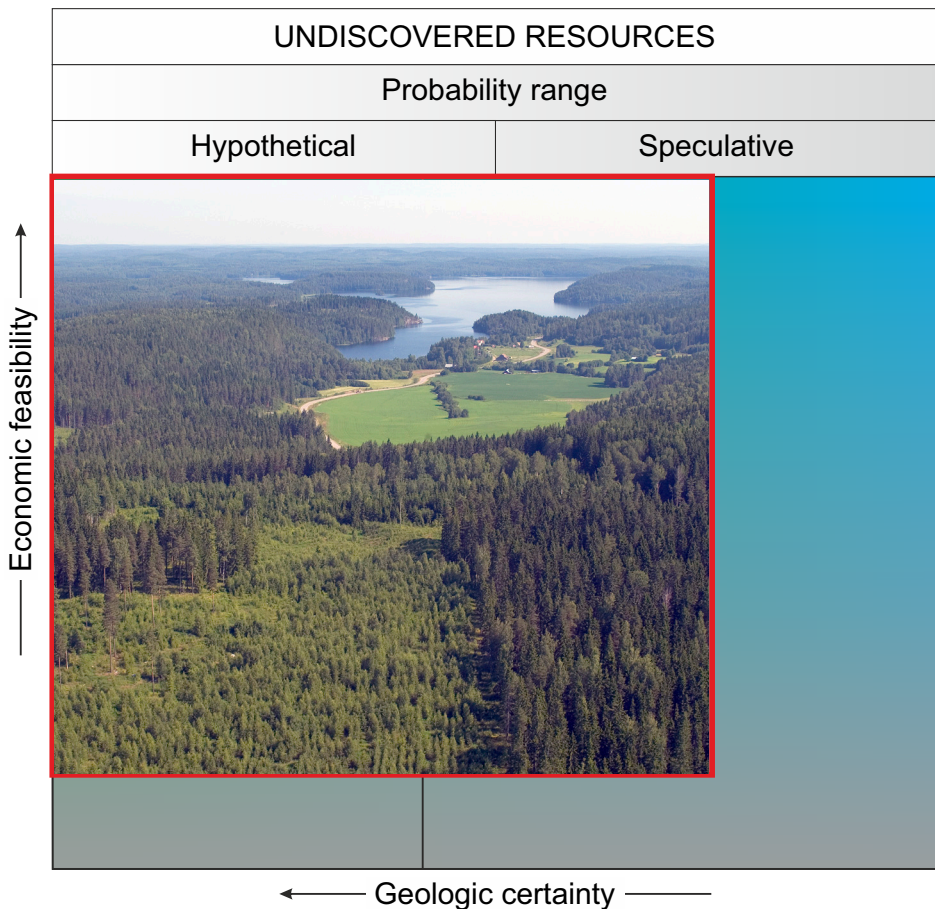 UNDISCOVERED RESOURCES
Probability range
Hypothetical
Speculative
Economic feasibility
Geologic certainty